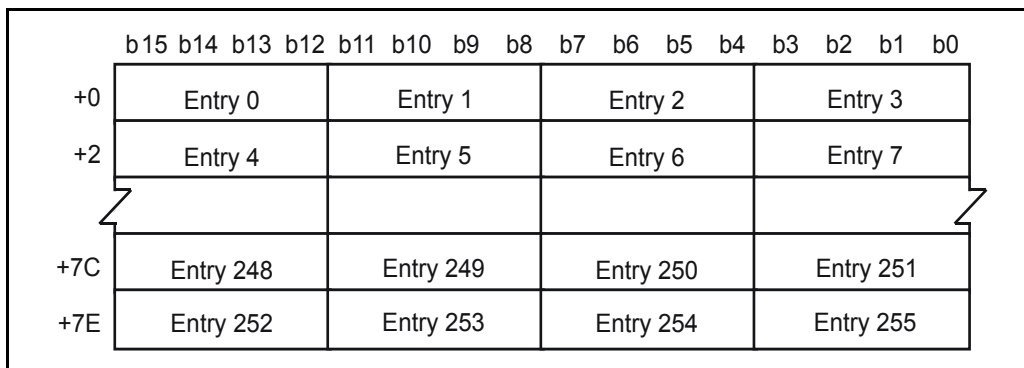 b15 b14 b13 b12 b11 b10 b9 b8 b7 b6 b5 b4 b3 b2 b1 b0
+0 Entry 0 Entry 1 Entry 2 Entry 3
+2 Entry 4 Entry 5 Entry 6 Entry 7
+7C Entry 248 Entry 249 Entry 250 Entry 251
+7E Entry 252 Entry 253 Entry 254 Entry 255